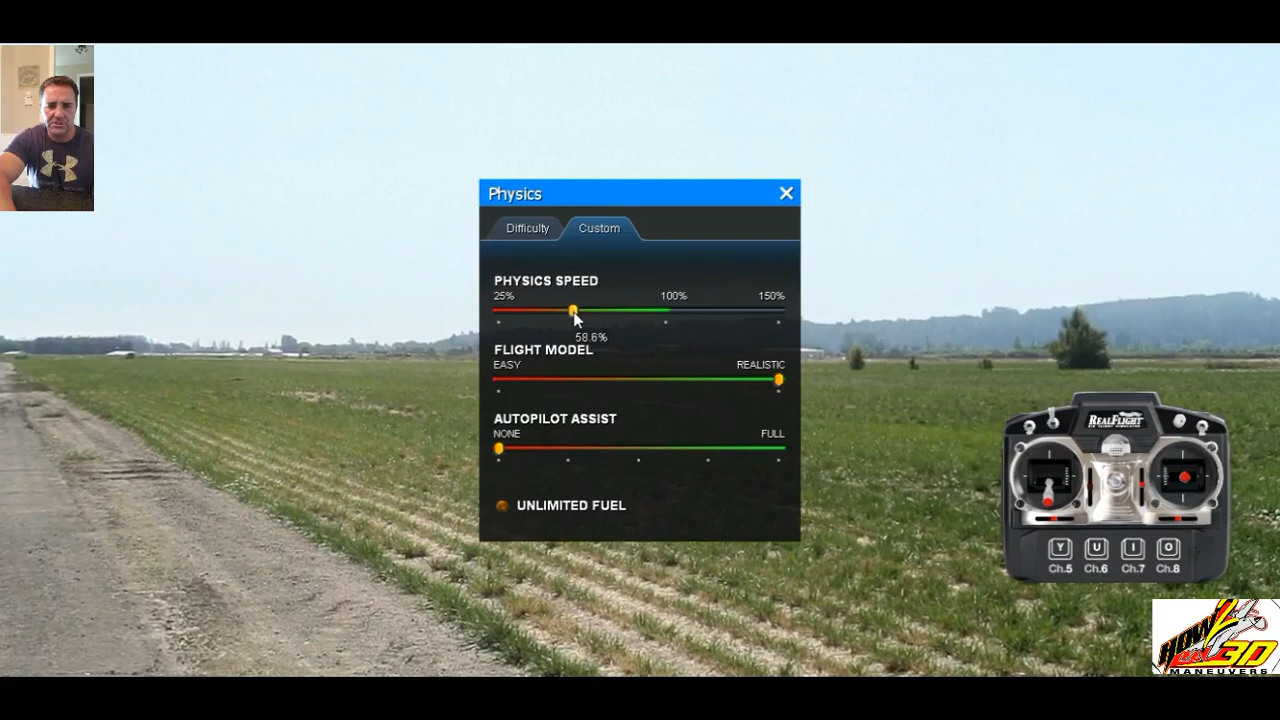 Physics
Difficulty
Custom
PHYSICS SPEED
25% 100% 150%
58.6%
FLIGHT MODEL
EASY REALISTIC
AUTOPILOT ASSIST
NONE FULL
UNLIMITED FUEL
REALFLIGHT
Y U I O
Ch.5 Ch.6 Ch.7 Ch.8
HOW2
3D
MANEUVERS